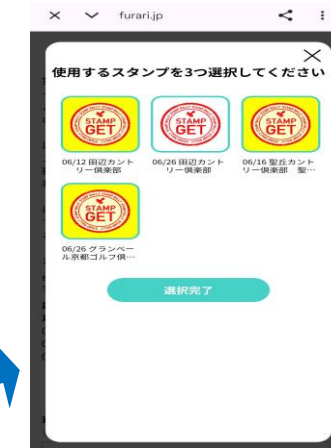 furari.jp
使用するスタンプを3つ選択してください
STAMP GET
STAMP GET
STAMP GET
06/12 田辺カント
リー倶楽部
06/26 田辺カント
リー倶楽部
06/16 聖丘カント
リー倶楽部 聖…
STAMP GET
06/26 グランベー
ル京都ゴルフ倶…
選択完了